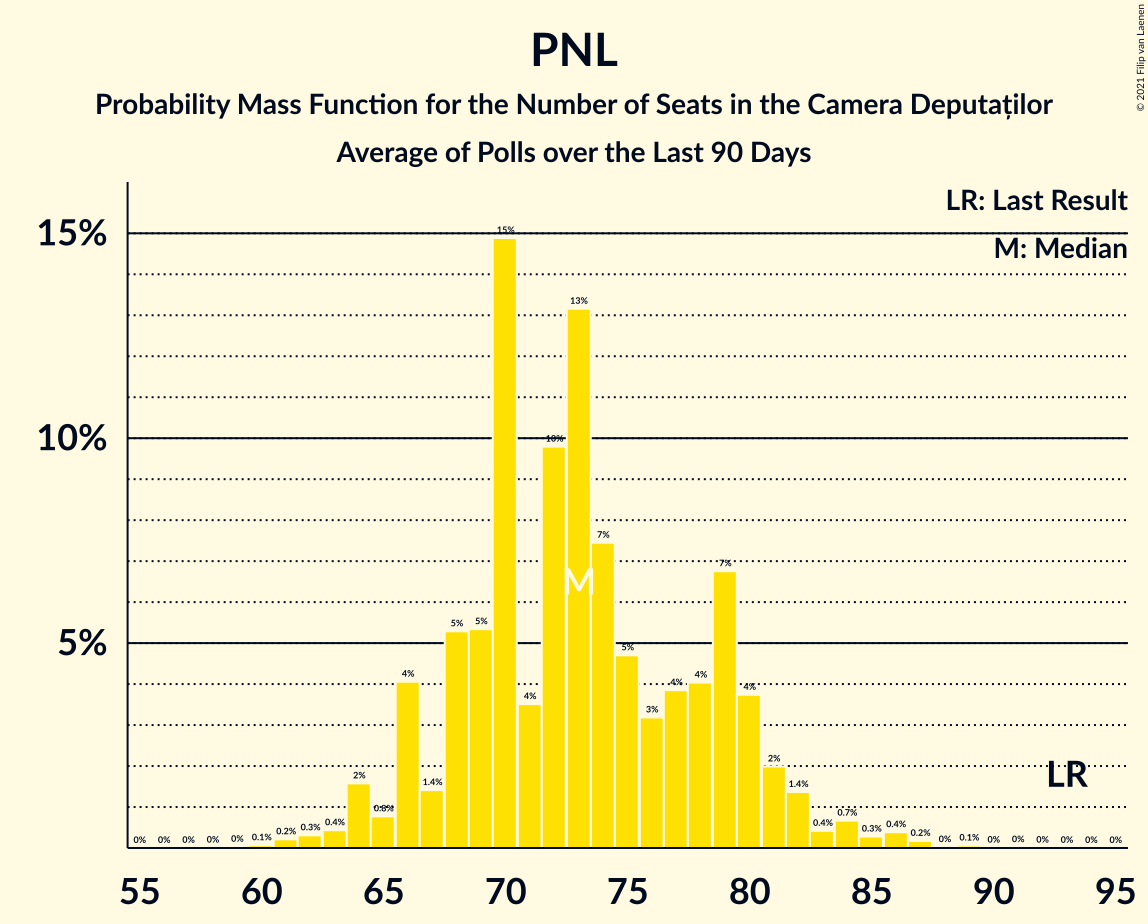 PNL
Probability Mass Function for the Number of Seats in the Camera Deputaților
Average of Polls over the Last 90 Days
© 2021 Filip van Laenen
LR: Last Result
M: Median
15%
10%
5%
0% 0% 0% 0% 0% 0.1% 0.2% 0.3% 0.4% 2% 0.8% 4% 1.4% 5% 5% 15% 4% 10% 13% 7% 5% 3% 4% 4% 7% 4% 2% 1.4% 0.4% 0.7% 0.3% 0.4% 0.2% 0% 0.1% 0% 0% 0% 0% 0% 0%
M
LR
55 60 65 70 75 80 85 90 95